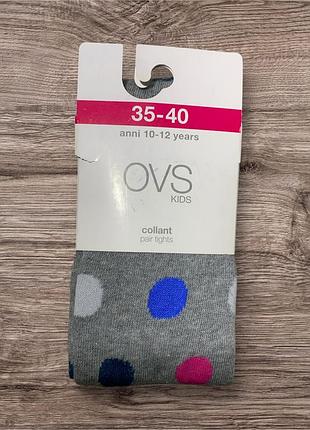 35-40
anni 10-12 years
OVS
KIDS
collant
pair tights